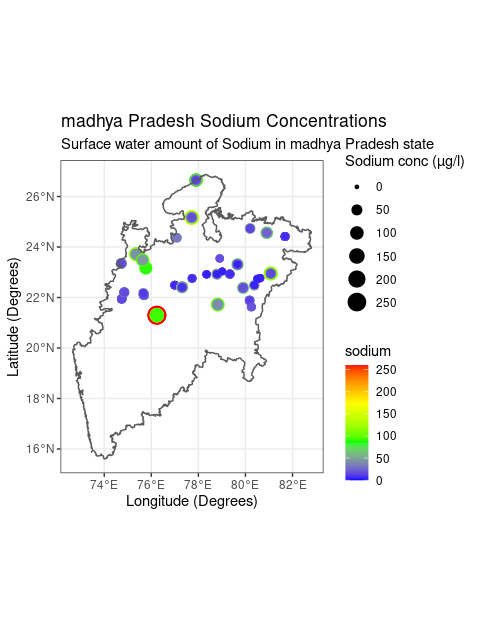 madhya Pradesh Sodium Concentrations
Surface water amount of Sodium in madhya Pradesh state
Sodium conc (µg/l)
0
50
100
150
200
250
sodium
250
200
150
100
50
0
26°N
24°N
22°N
20°N
18°N
16°N
Latitude (Degrees)
74°E 76°E 78°E 80°E 82°E
Longitude (Degrees)